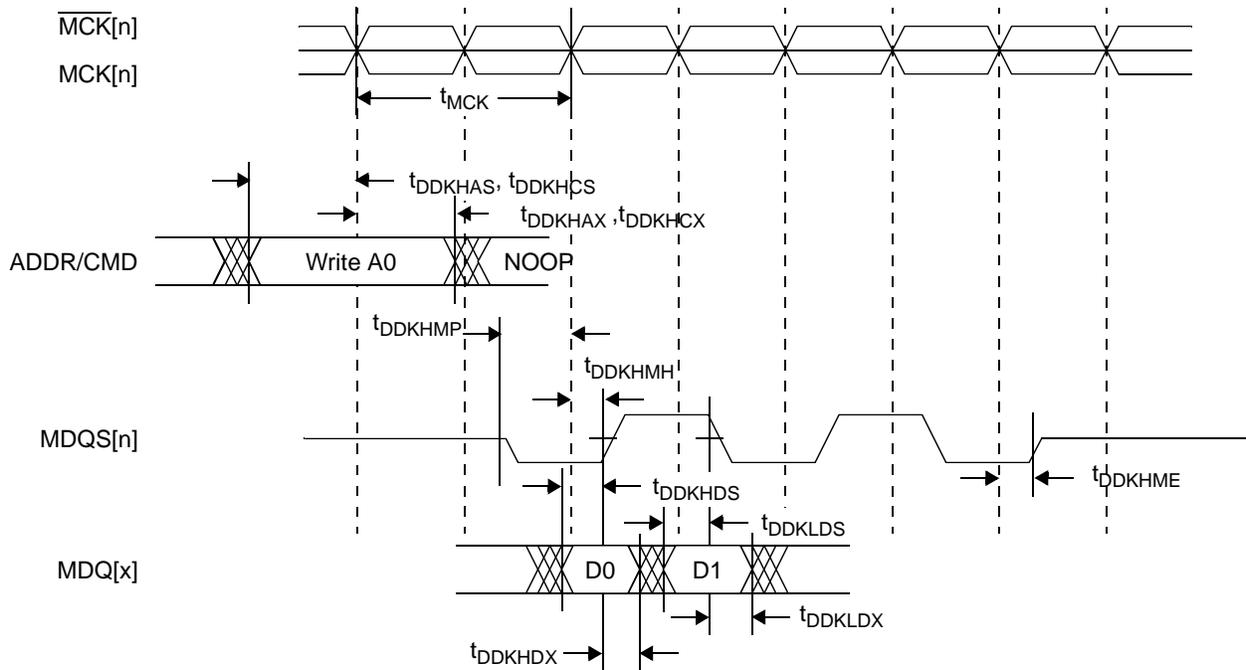 MCK[n]
MCK[n]
tMCK
tDDKHAS, tDDKHCS
tDDKHAX ,tDDKHCX
ADDR/CMD Write A0 NOOP
tDDKHMP
tDDKHMH
MDQS[n]
tDDKHME
tDDKHDS
tDDKLDS
MDQ[x] D0 D1
tDDKLDX
tDDKHDX